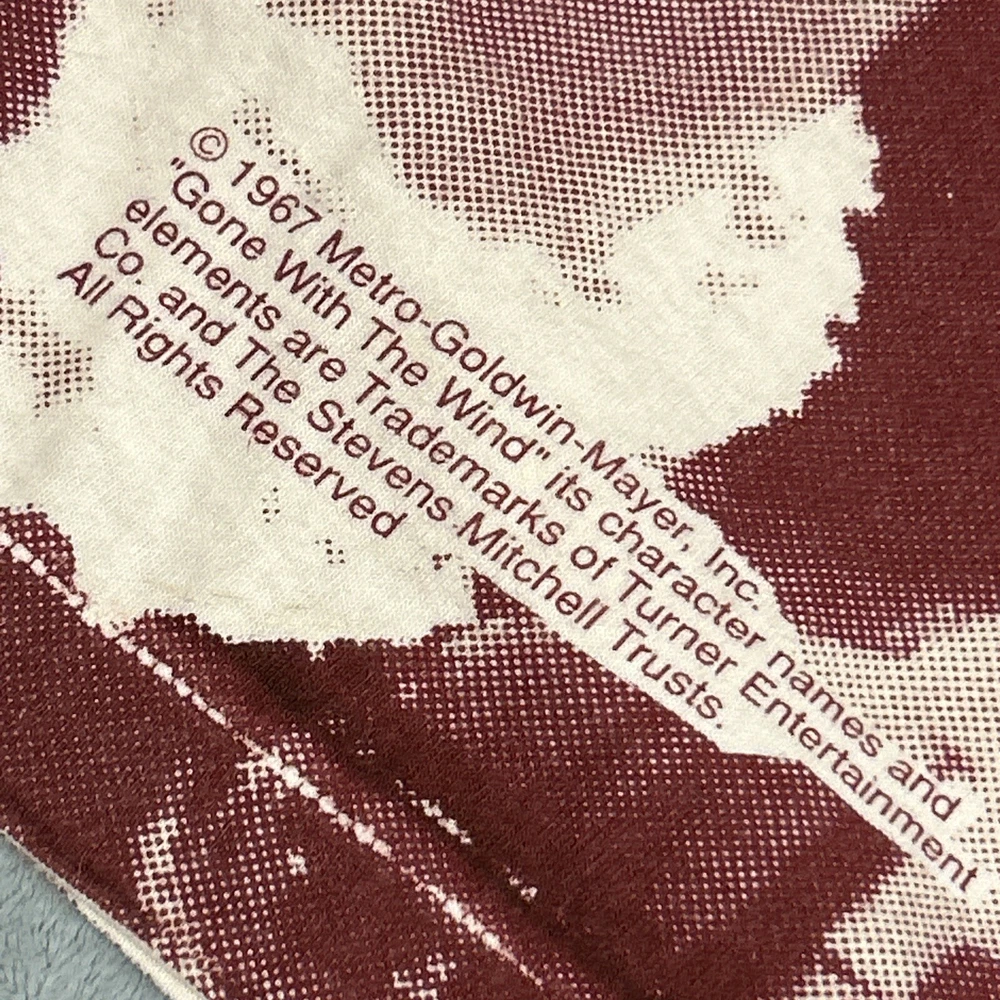 © 1967 Metro-Goldwin-Mayer, Inc.
"Gone With The Wind" its character names and
elements are Trademarks of Turner Entertainment
Co. and The Stevens Mitchell Trusts.
All Rights Reserved